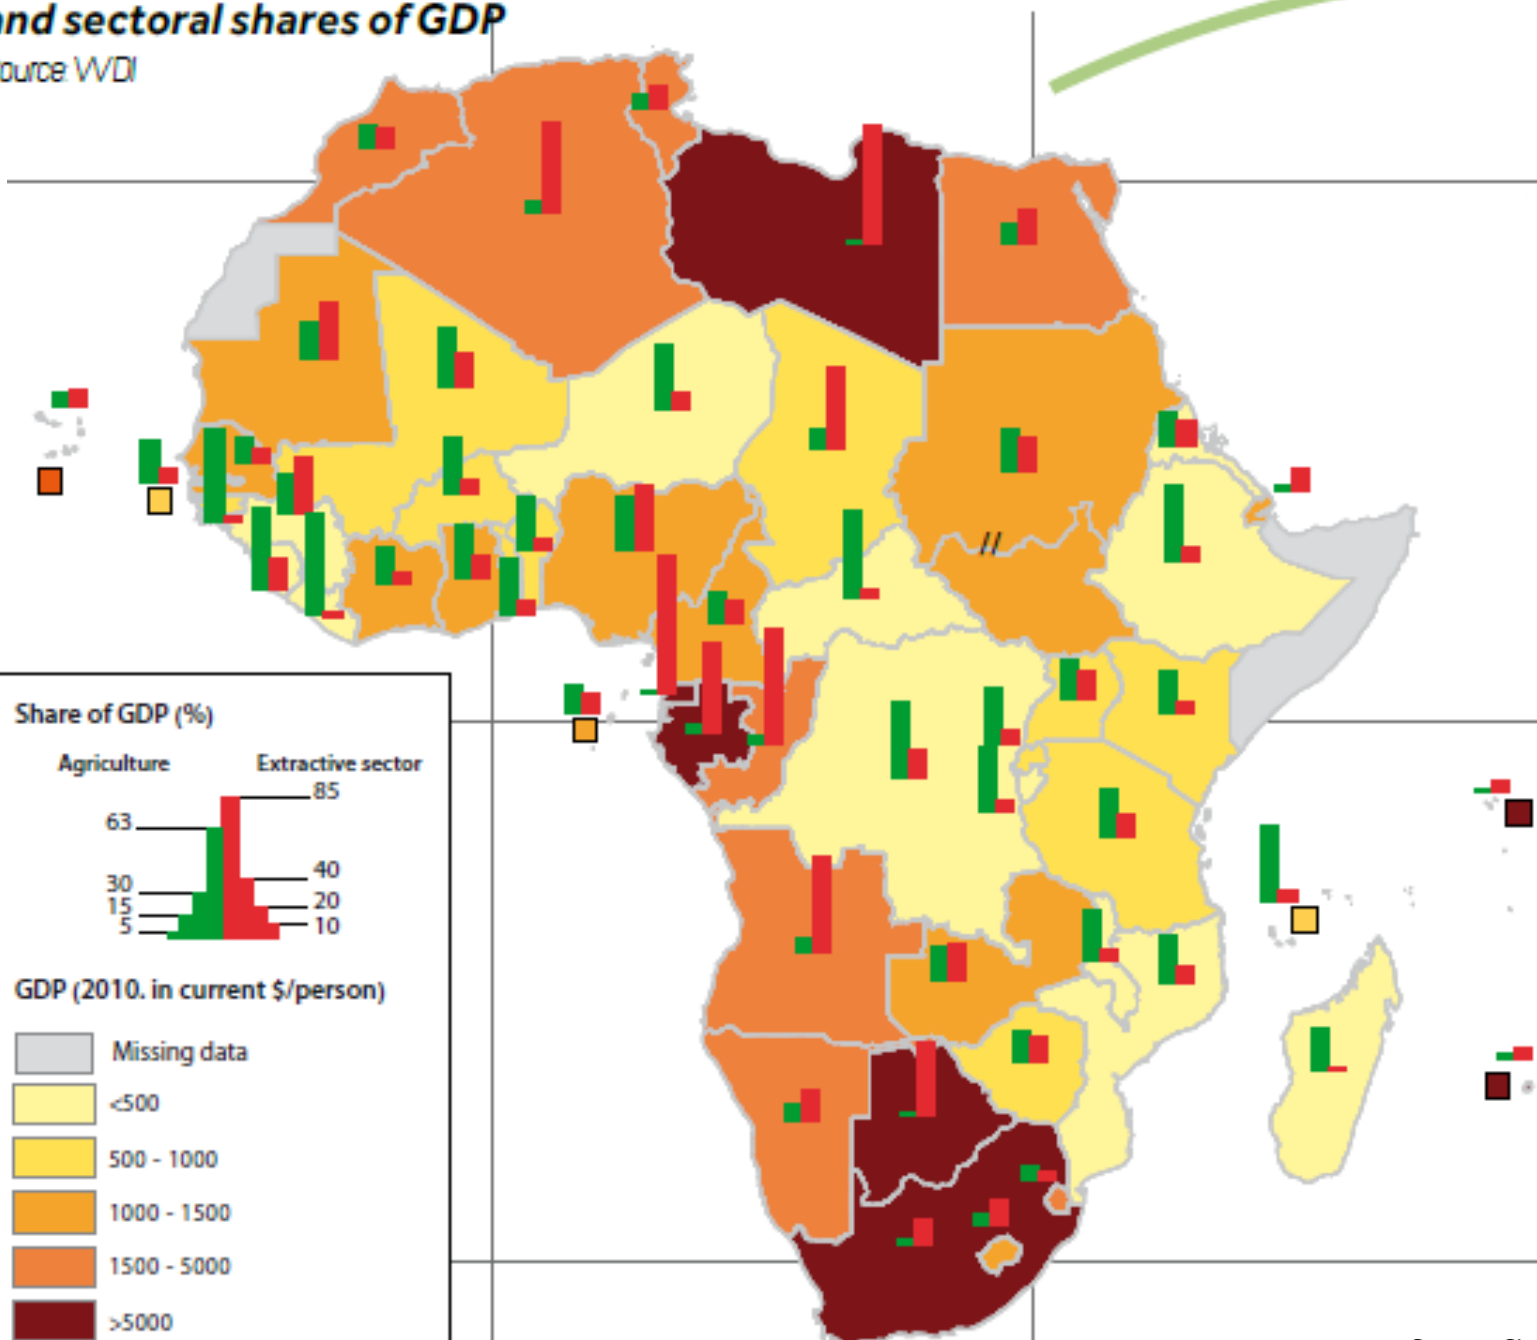 nd sectoral shares of GDP
ource: WDI
//
Share of GDP (%)
Agriculture Extractive sector
85
63
40
30
20
15
10
5
GDP (2010. in current $/person)
Missing data
<500
500 - 1000
1000 - 1500
1500 - 5000
>5000